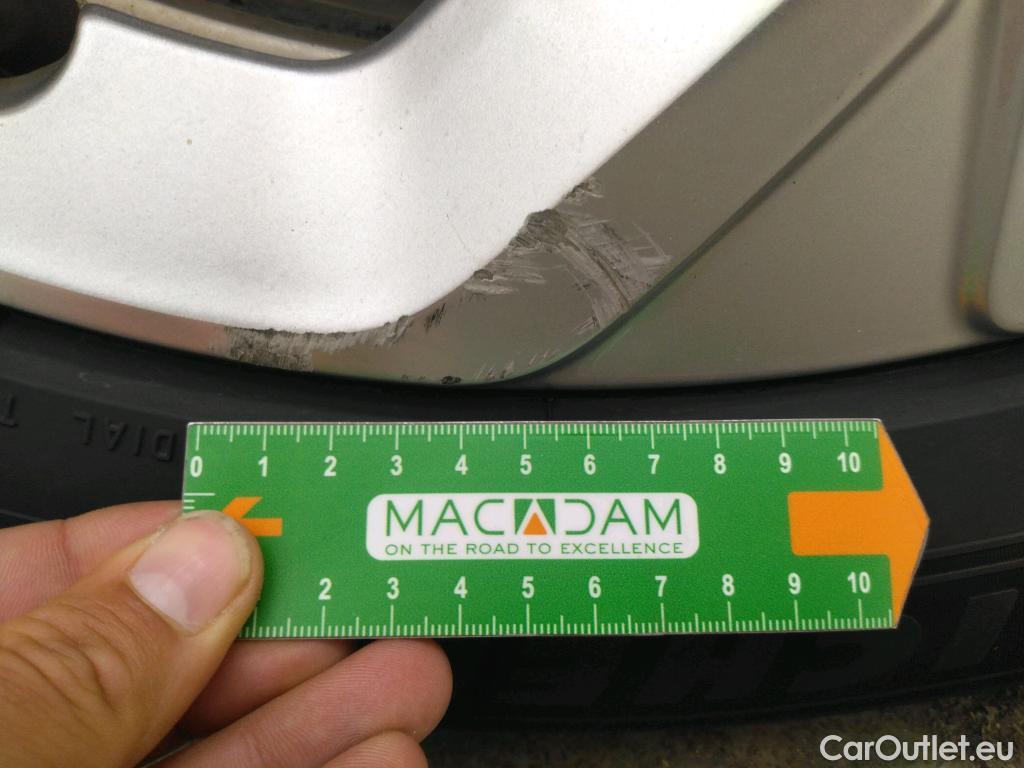 DIAL T
0 1 2 3 4 5 6 7 8 9 10
MACADAM
ON THE ROAD TO EXCELLENCE
2 3 4 5 6 7 8 9 10
CarOutlet.eu